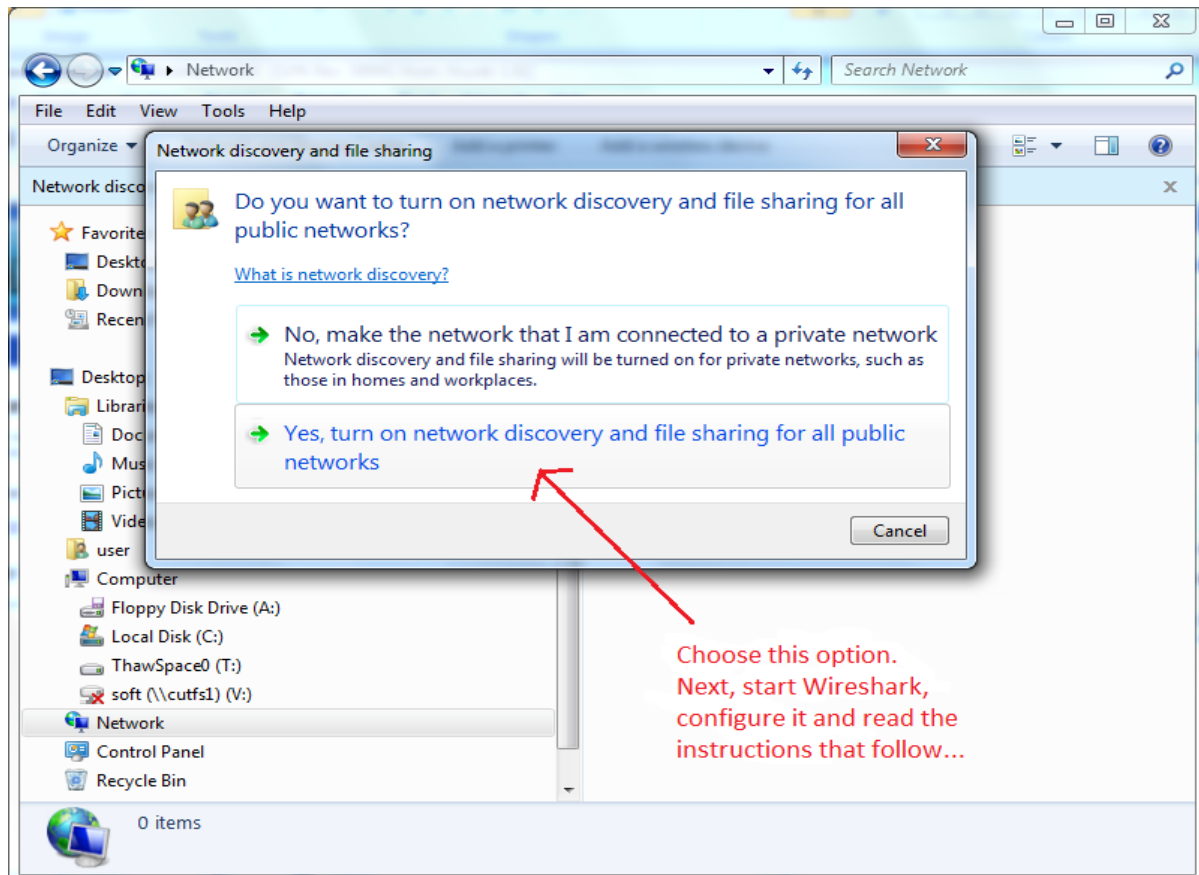 Network
Search Network
File Edit View Tools Help
Organize
Network discovery and file sharing
Network disco
Do you want to turn on network discovery and file sharing for all
public networks?
What is network discovery?
No, make the network that I am connected to a private network
Network discovery and file sharing will be turned on for private networks, such as
those in homes and workplaces.
Yes, turn on network discovery and file sharing for all public
networks
Cancel
Favorite
Deskto
Down
Recen
Desktop
Librari
Doc
Mus
Pictu
Vide
user
Computer
Floppy Disk Drive (A:)
Local Disk (C:)
ThawSpace0 (T:)
soft (\\cutfs1) (V:)
Network
Control Panel
Recycle Bin
Choose this option.
Next, start Wireshark,
configure it and read the
instructions that follow...
0 items